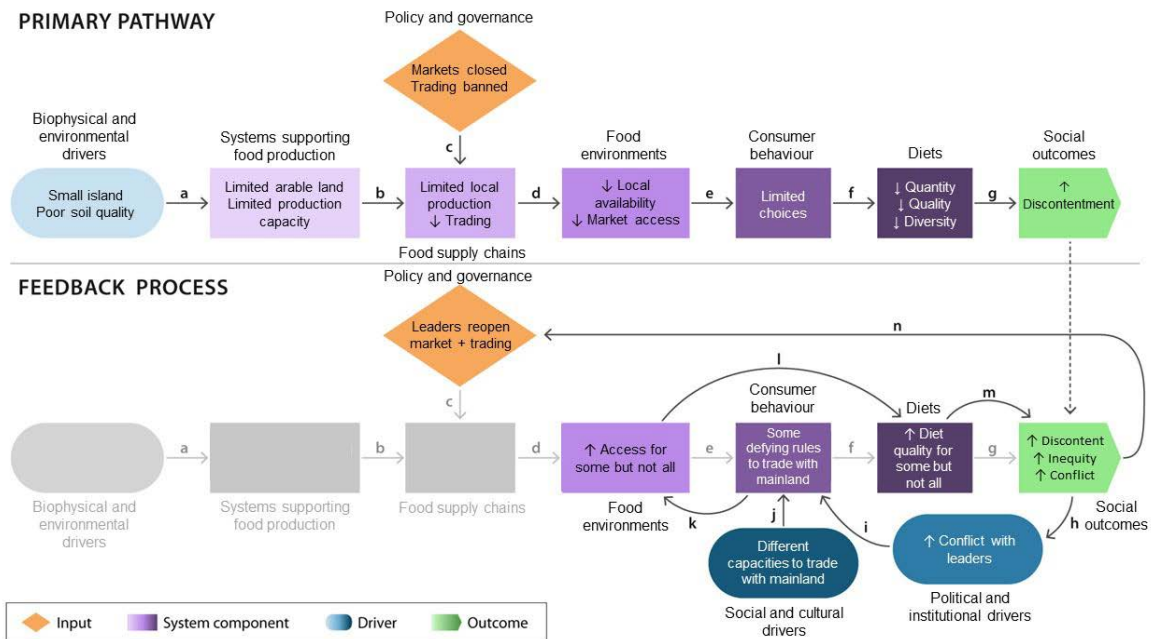 PRIMARY PATHWAY
Policy and governance
Markets closed
Trading banned
Biophysical and
environmental
drivers
Systems supporting
food production
c
Food
environments
Consumer
behaviour
Diets
Social
outcomes
Small island
Poor soil quality
a
Limited arable land
Limited production
capacity
b
Limited local
production
↓ Trading
d
↓ Local
availability
↓ Market access
e
Limited
choices
f
↓ Quantity
↓ Quality
↓ Diversity
g
↑
Discontentment
Food supply chains
FEEDBACK PROCESS
Policy and governance
Leaders reopen
market + trading
n
l
c
Consumer
behaviour
Diets
m
a
b
d
↑ Access for
some but not all
e
Some
defying rules
to trade with
mainland
f
↑ Diet
quality for
some but
not all
g
↑ Discontent
↑ Inequity
↑ Conflict
Biophysical and
environmental
drivers
Systems supporting
food production
Food supply chains
Food
environments
k
j
i
h
Social
outcomes
Different
capacities to trade
with mainland
↑ Conflict with
leaders
Social and cultural
drivers
Political and
institutional drivers
Input
System component
Driver
Outcome